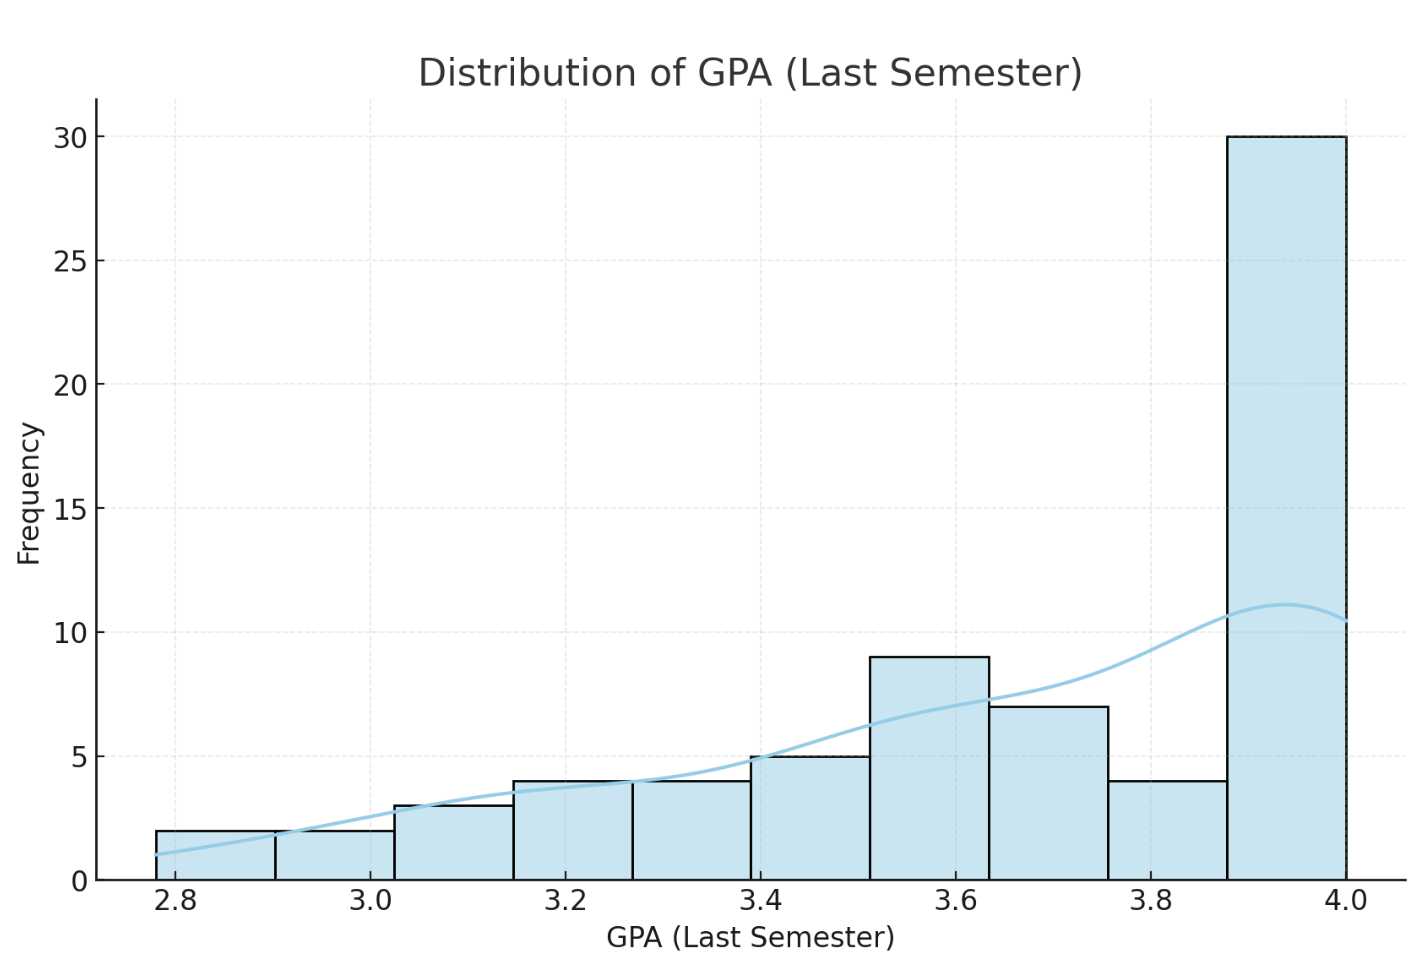 Distribution of GPA (Last Semester)
30
25
20
15
10
5
0
Frequency
2.8 3.0 3.2 3.4 3.6 3.8 4.0
GPA (Last Semester)